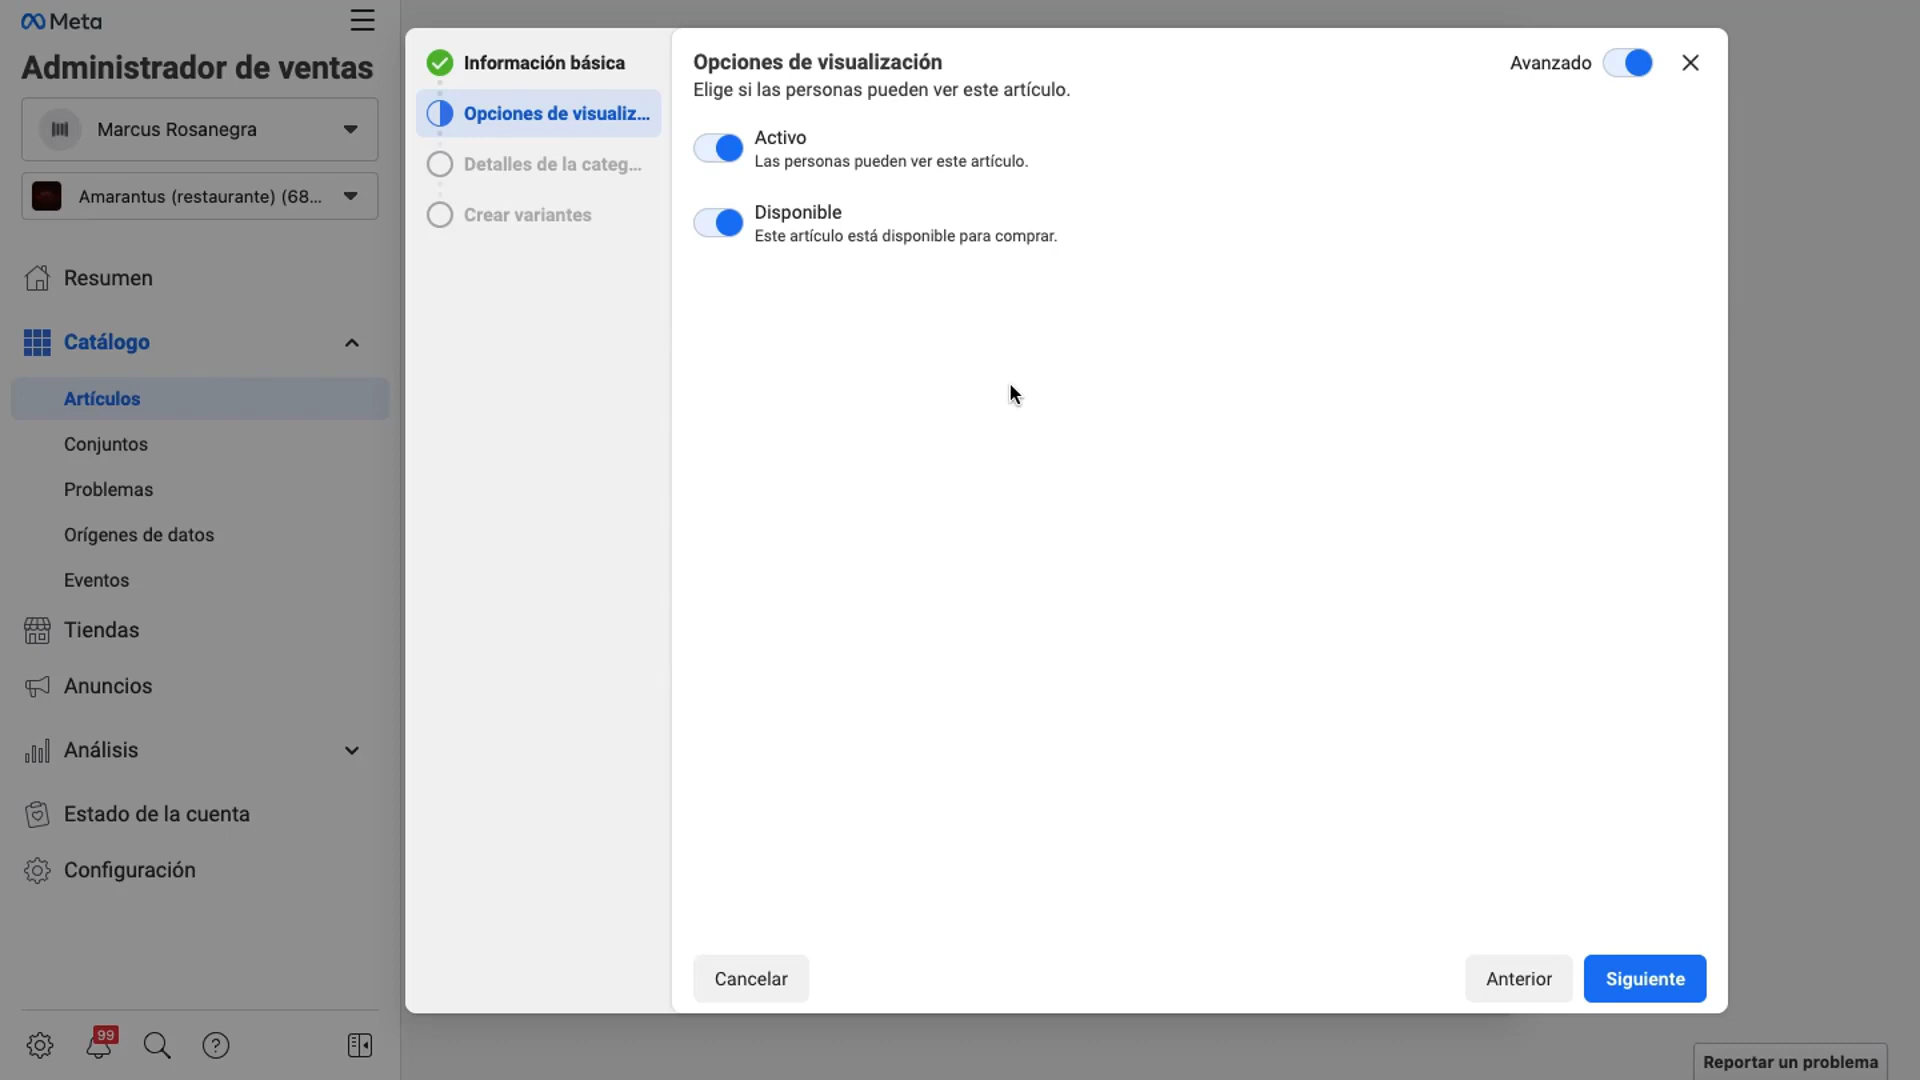 Meta
Administrador de ventas
Marcus Rosanegra
Amarantus (restaurante) (68...
Resumen
Catálogo
Artículos
Conjuntos
Problemas
Orígenes de datos
Eventos
Tiendas
Anuncios
Análisis
Estado de la cuenta
Configuración
99
Información básica
Opciones de visualiz...
Detalles de la categ...
Crear variantes
Opciones de visualización
Elige si las personas pueden ver este artículo.
Avanzado
Activo
Las personas pueden ver este artículo.
Disponible
Este artículo está disponible para comprar.
Cancelar
Anterior
Siguiente
Reportar un problema